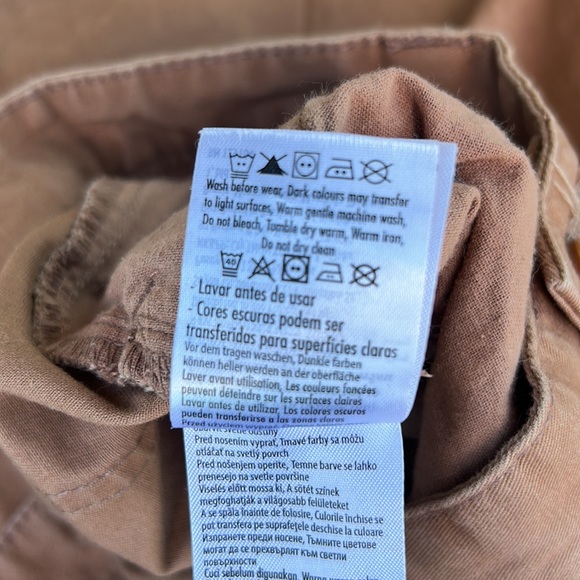 Wash before wear, Dark colours may transfer
to light surfaces, Warm gentle machine wash,
Do not bleach, Tumble dry warm, Warm iron,
Do not dry clean
40
- Lavar antes de usar
- Cores escuras podem ser
transferidas para superfícies claras
Vor dem tragen waschen, Dunkle farben
können heller werden an der oberfläche
Laver avant utilisation, Les couleurs foncées
peuvent déteindre sur les surfaces claires
Lavar antes de utilizar, Los colores oscuros
pueden transferirse a las zonas claras
Pred nosením vyprať, Tmavé farby sa môžu
otlačiť na svetlý povrch
Pred nošenjem operite, Temne barve se lahko
prenesejo na svetle površine
Viselés előtt mossa ki, A sötét színek
megfoghatják a világosabb felületeket
A se spăla înainte de folosire, Culorile închise se
pot transfera pe suprafețele deschise la culoare
Изпранете преди носене, Тъмните цветове
могат да се прехвърлят към светли
повърхности
Cuci sebelum digunakan, Warna